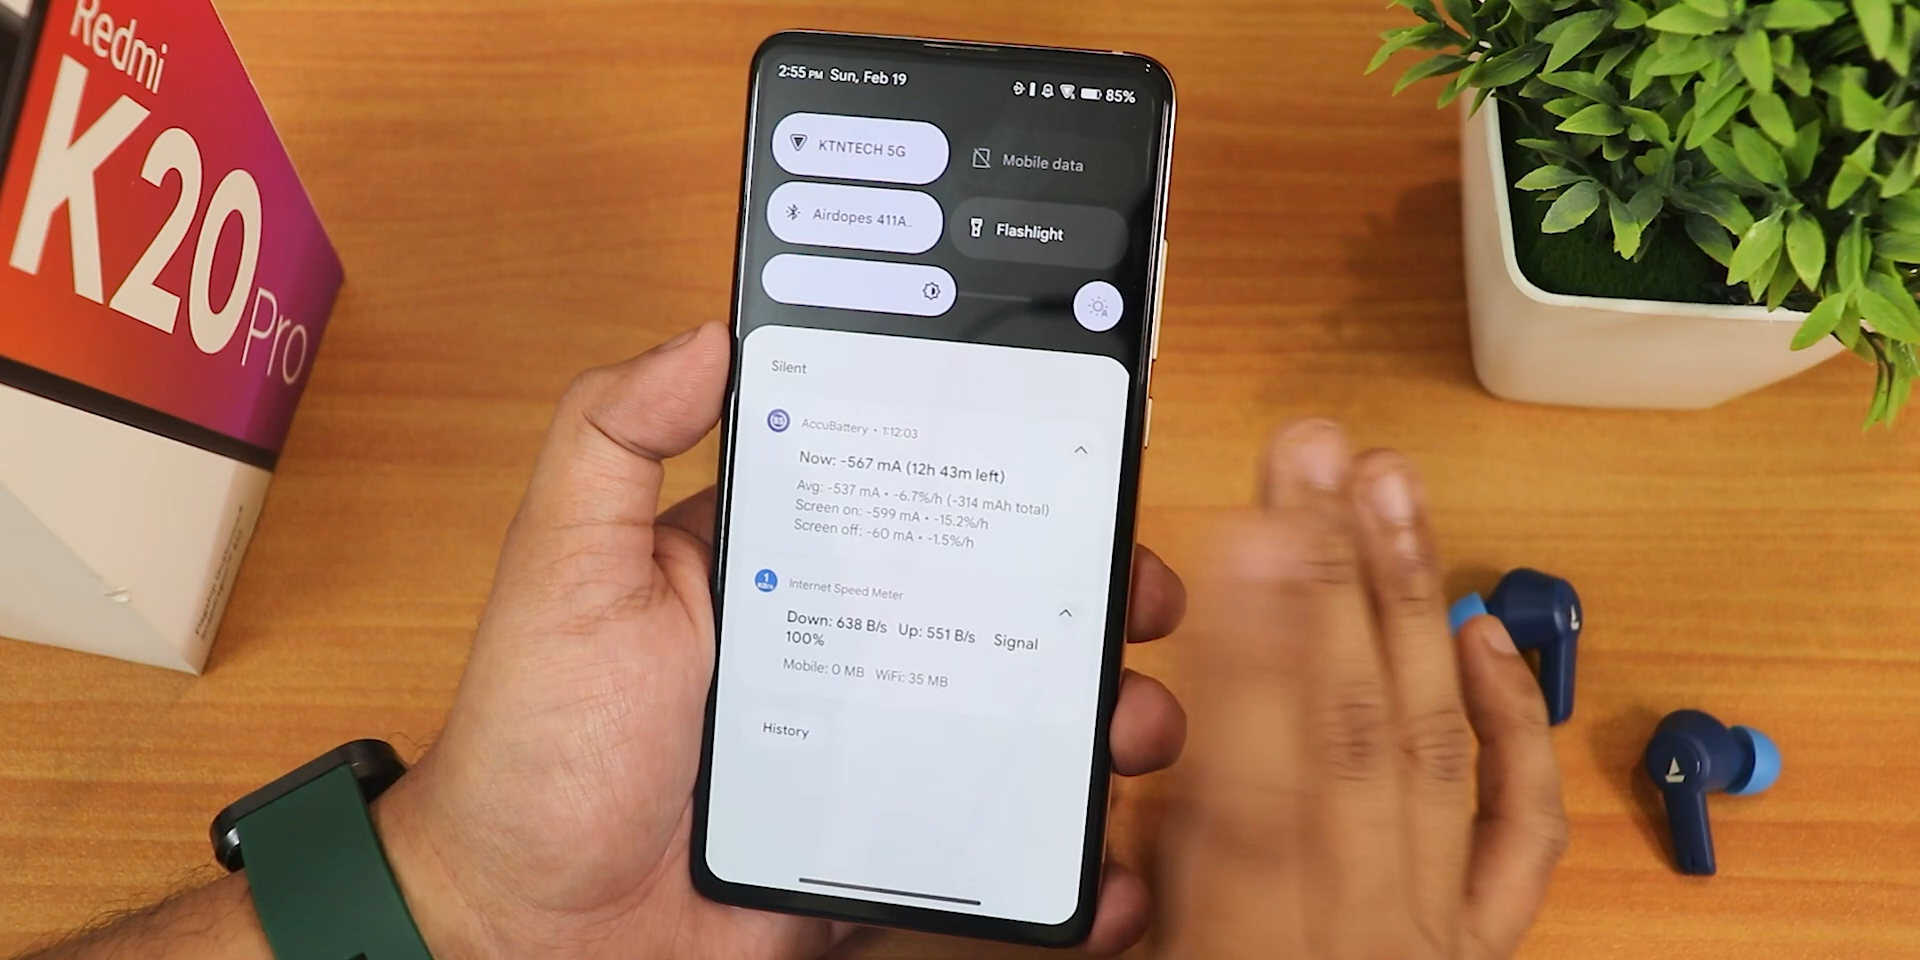 Redmi
K20 Pro
2:55 PM Sun, Feb 19
85%
KTNTECH 5G
Mobile data
Airdopes 411A..
Flashlight
Silent
AccuBattery • 1:12:03
Now: -567 mA (12h 43m left)
Avg: -537 mA • -6.7%/h (-314 mAh total)
Screen on: -599 mA • -15.2%/h
Screen off: -60 mA • -1.5%/h
Internet Speed Meter
Down: 638 B/s Up: 551 B/s Signal
100%
Mobile: 0 MB WiFi: 35 MB
History